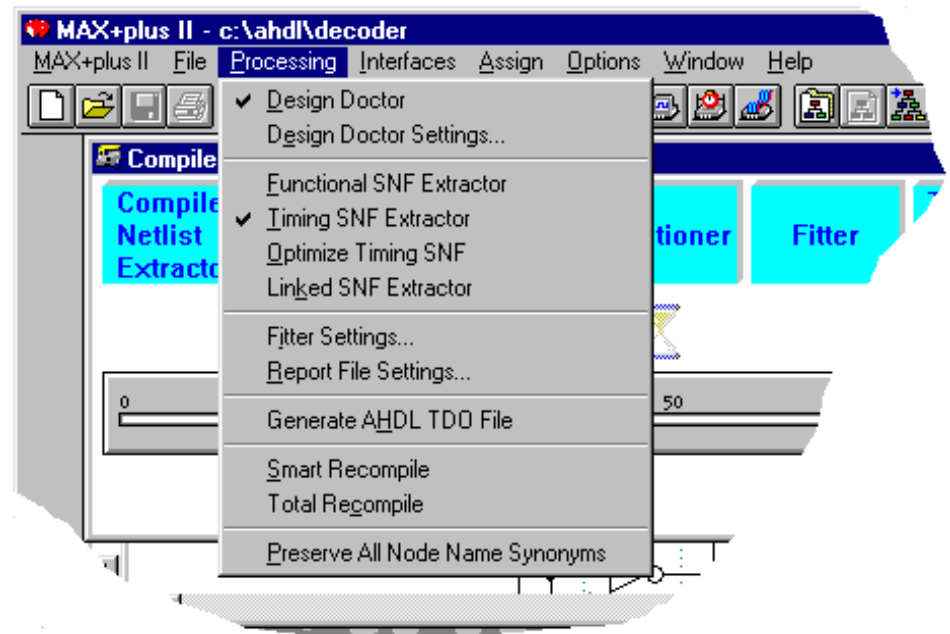 MAX+plus II - c:\ahdl\decoder
MAX+plus II File Processing Interfaces Assign Options Window Help
Design Doctor
Design Doctor Settings...
Compile
Functional SNF Extractor
Compile
Netlist
Extracto
Timing SNF Extractor
Optimize Timing SNF
Linked SNF Extractor
tioner
Fitter
Fitter Settings...
Report File Settings...
0
50
Generate AHDL TDO File
Smart Recompile
Total Recompile
Preserve All Node Name Synonyms